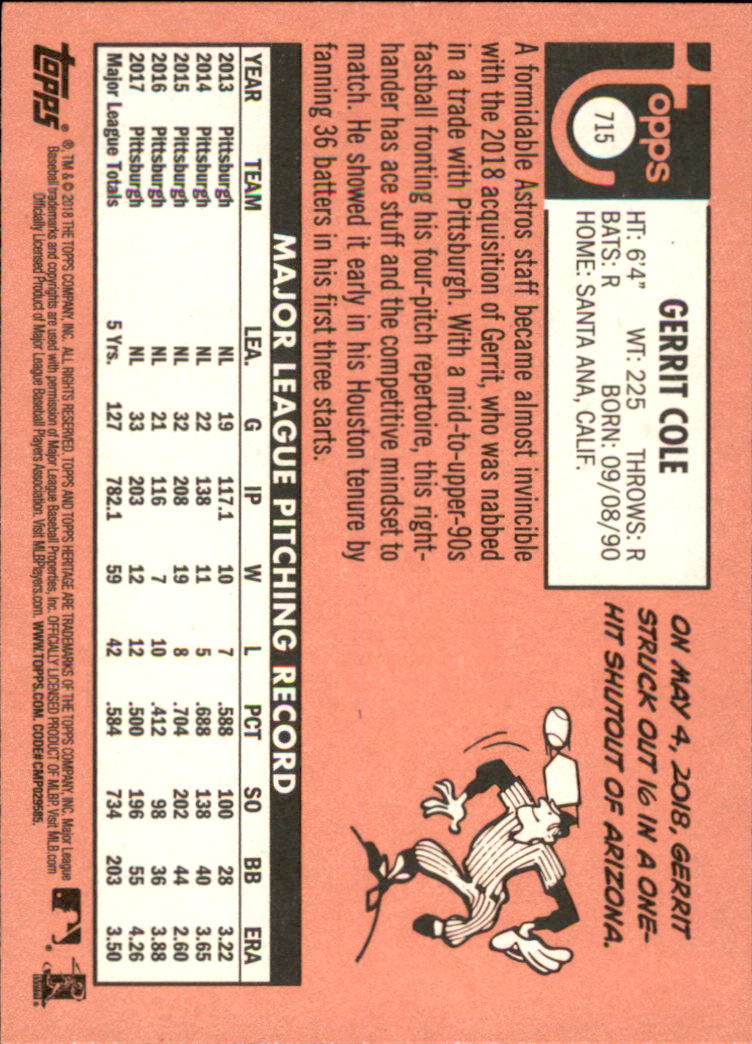 Topps
715
GERRIT COLE
HT: 6'4" WT: 225 THROWS: R
BATS: R BORN: 09/08/90
HOME: SANTA ANA, CALIF.
ON MAY 4, 2018, GERRIT
STRUCK OUT 16 IN A ONE-
HIT SHUTOUT OF ARIZONA.
A formidable Astros staff became almost invincible
with the 2018 acquisition of Gerrit, who was nabbed
in a trade with Pittsburgh. With a mid-to-upper-90s
fastball fronting his four-pitch repertoire, this right-
hander has ace stuff and the competitive mindset to
match. He showed it early in his Houston tenure by
fanning 36 batters in his first three starts.
MAJOR LEAGUE PITCHING RECORD
YEAR TEAM LEA. G IP W L PCT SO BB ERA
2013 Pittsburgh NL 19 117.1 10 7 .588 100 28 3.22
2014 Pittsburgh NL 22 138 11 5 .688 138 40 3.65
2015 Pittsburgh NL 32 208 19 8 .704 202 44 2.60
2016 Pittsburgh NL 21 116 7 10 .412 98 36 3.88
2017 Pittsburgh NL 33 203 12 12 .500 196 55 4.26
Major League Totals 5 Yrs. 127 782.1 59 42 .584 734 203 3.50
Topps® ®, TM & © 2018 THE TOPPS COMPANY, INC. ALL RIGHTS RESERVED. TOPPS AND TOPPS HERITAGE ARE TRADEMARKS OF THE TOPPS COMPANY, INC. Major League
Baseball trademarks and copyrights are used with permission of Major League Baseball Properties, Inc. OFFICIALLY LICENSED PRODUCT OF MLBP. Visit MLB.com
Officially Licensed Product of Major League Baseball Players Association. Visit MLBPlayers.com. WWW.TOPPS.COM. CODE# CMP029585.